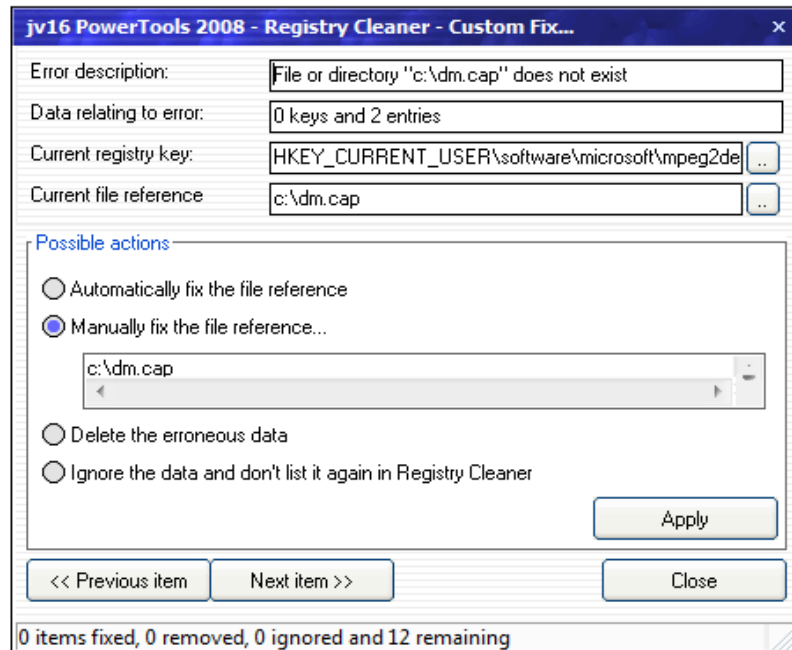 jv16 PowerTools 2008 - Registry Cleaner - Custom Fix...
Error description: File or directory "c:\dm.cap" does not exist
Data relating to error: 0 keys and 2 entries
Current registry key: HKEY_CURRENT_USER\software\microsoft\mpeg2de ..
Current file reference c:\dm.cap ..
Possible actions
Automatically fix the file reference
Manually fix the file reference...
c:\dm.cap
Delete the erroneous data
Ignore the data and don't list it again in Registry Cleaner
Apply
<< Previous item Next item >> Close
0 items fixed, 0 removed, 0 ignored and 12 remaining